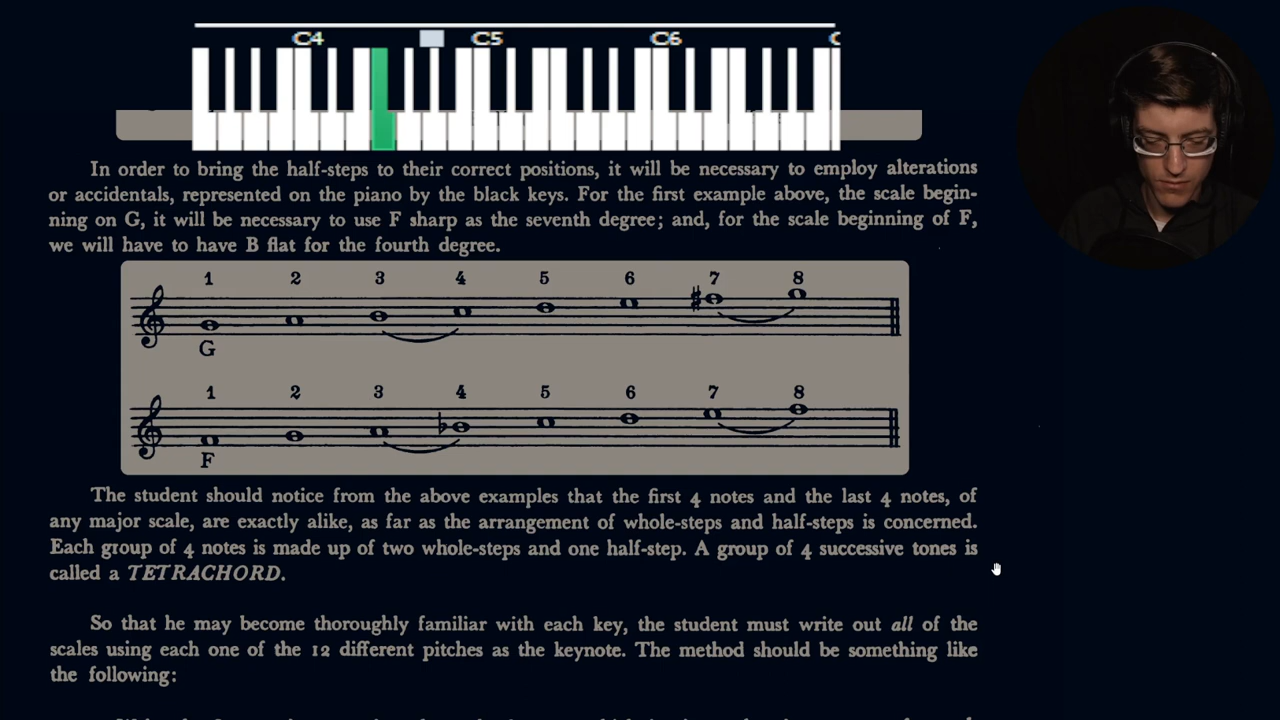 C4 C5 C6 C
In order to bring the half-steps to their correct positions, it will be necessary to employ alterations
or accidentals, represented on the piano by the black keys. For the first example above, the scale begin-
ning on G, it will be necessary to use F sharp as the seventh degree; and, for the scale beginning of F,
we will have to have B flat for the fourth degree.
1 2 3 4 5 6 7 8
G
1 2 3 4 5 6 7 8
F
The student should notice from the above examples that the first 4 notes and the last 4 notes, of
any major scale, are exactly alike, as far as the arrangement of whole-steps and half-steps is concerned.
Each group of 4 notes is made up of two whole-steps and one half-step. A group of 4 successive tones is
called a TETRACHORD.
So that he may become thoroughly familiar with each key, the student must write out all of the
scales using each one of the 12 different pitches as the keynote. The method should be something like
the following: